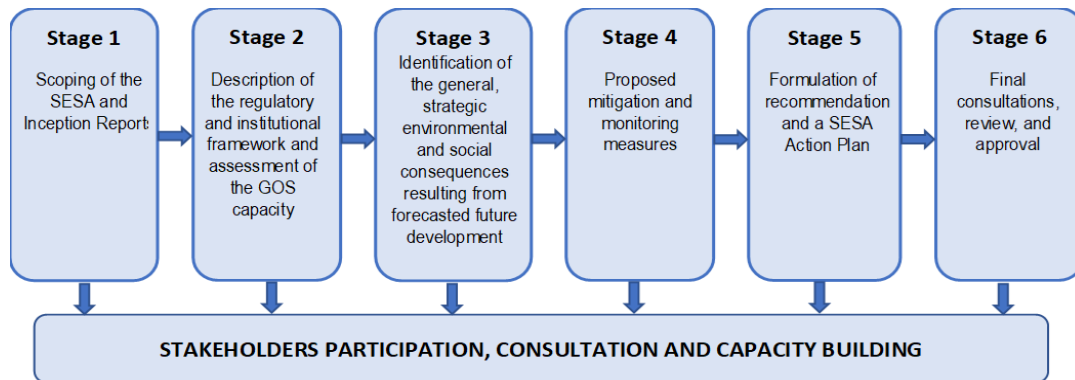 Stage 1
Scoping of the
SESA and
Inception Reports
Stage 2
Description of
the regulatory
and institutional
framework and
assessment of
the GOS
capacity
Stage 3
Identification of
the general,
strategic
environmental
and social
consequences
resulting from
forecasted future
development
Stage 4
Proposed
mitigation and
monitoring
measures
Stage 5
Formulation of
recommendation
and a SESA
Action Plan
Stage 6
Final
consultations,
review, and
approval
STAKEHOLDERS PARTICIPATION, CONSULTATION AND CAPACITY BUILDING